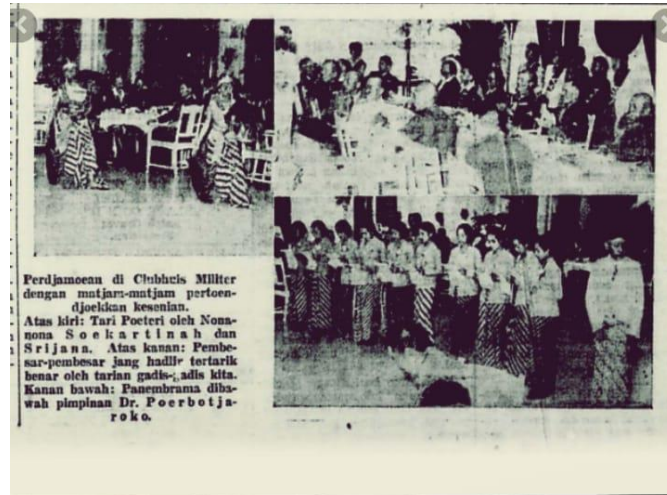 Perdjamoean di Clubhuis Militer
dengan matjam-matjam pertoen-
djoekkan kesenian.
Atas kiri: Tari Poeteri oleh Nona-
nona Soekartinah dan
Srijana. Atas kanan: Pembe-
sar-pembesar jang hadlir tertarik
benar oleh tarian gadis-gadis kita.
Kanan bawah: Panembrama diba-
wah pimpinan Dr. Poerbotja-
roko.